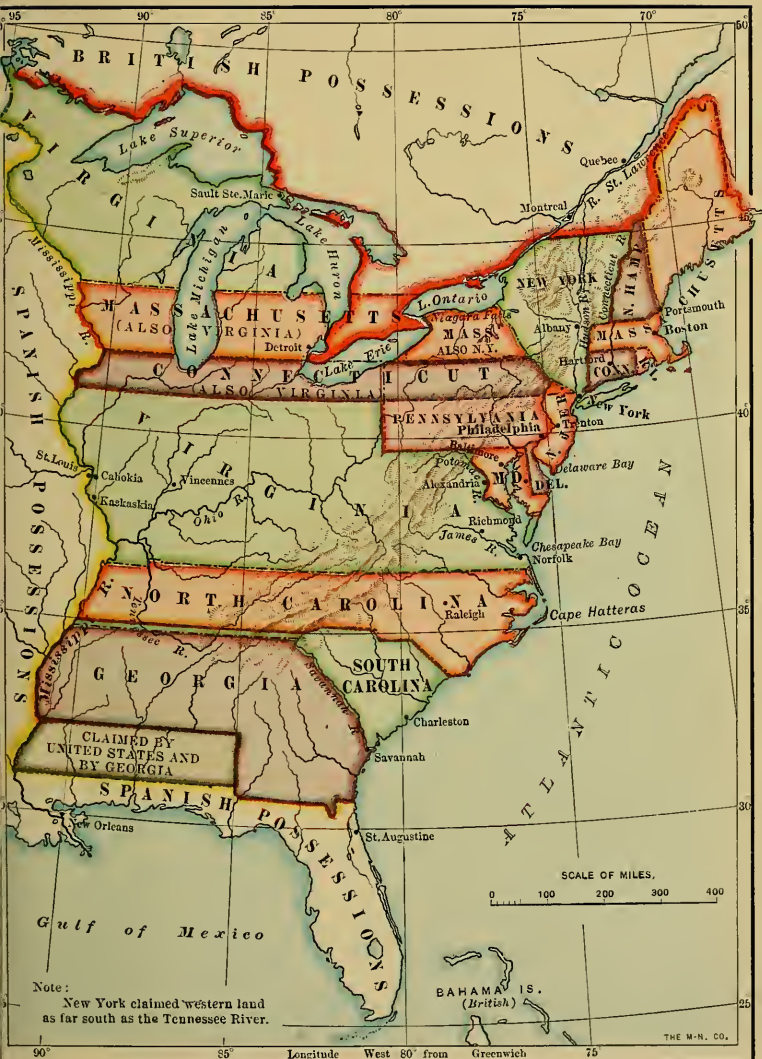 95° 90° 85° 80° 75° 70° 50°
BRITISH POSSESSIONS
Lake Superior
Quebec
R. St. Lawrence
Sault Ste. Marie
Montreal
45°
VIRGINIA
Lake Michigan
Lake Huron
Mississippi R.
L. Ontario
Niagara Falls
NEW YORK
Albany
Hudson R.
Connecticut R.
N. HAMP
MASSACHUSETTS
Portsmouth
MASSACHUSETTS
(ALSO VIRGINIA)
Detroit
Lake Erie
MASS.
ALSO N.Y.
Boston
Hartford
CONN.
R.I.
CONNECTICUT
(ALSO VIRGINIA)
New York
40
PENNSYLVANIA
Philadelphia
Trenton
N. JER
SPANISH POSSESSIONS
St. Louis
Cahokia
Kaskaskia
Vincennes
Ohio R.
VIRGINIA
Baltimore
Potomac R.
Alexandria
MD.
DEL.
Delaware Bay
Richmond
James R.
Chesapeake Bay
Norfolk
ATLANTIC OCEAN
NORTH CAROLINA
Raleigh
Cape Hatteras
35
Mississippi R.
Tennessee R.
GEORGIA
Savannah R.
SOUTH
CAROLINA
Charleston
CLAIMED BY
UNITED STATES AND
BY GEORGIA
Savannah
SPANISH POSSESSIONS
30
New Orleans
St. Augustine
SCALE OF MILES,
0 100 200 300 400
Gulf of Mexico
Note:
New York claimed western land
as far south as the Tennessee River.
BAHAMA IS.
(British)
25
THE M-N. CO.
90° 85° Longitude West 80° from Greenwich 75°